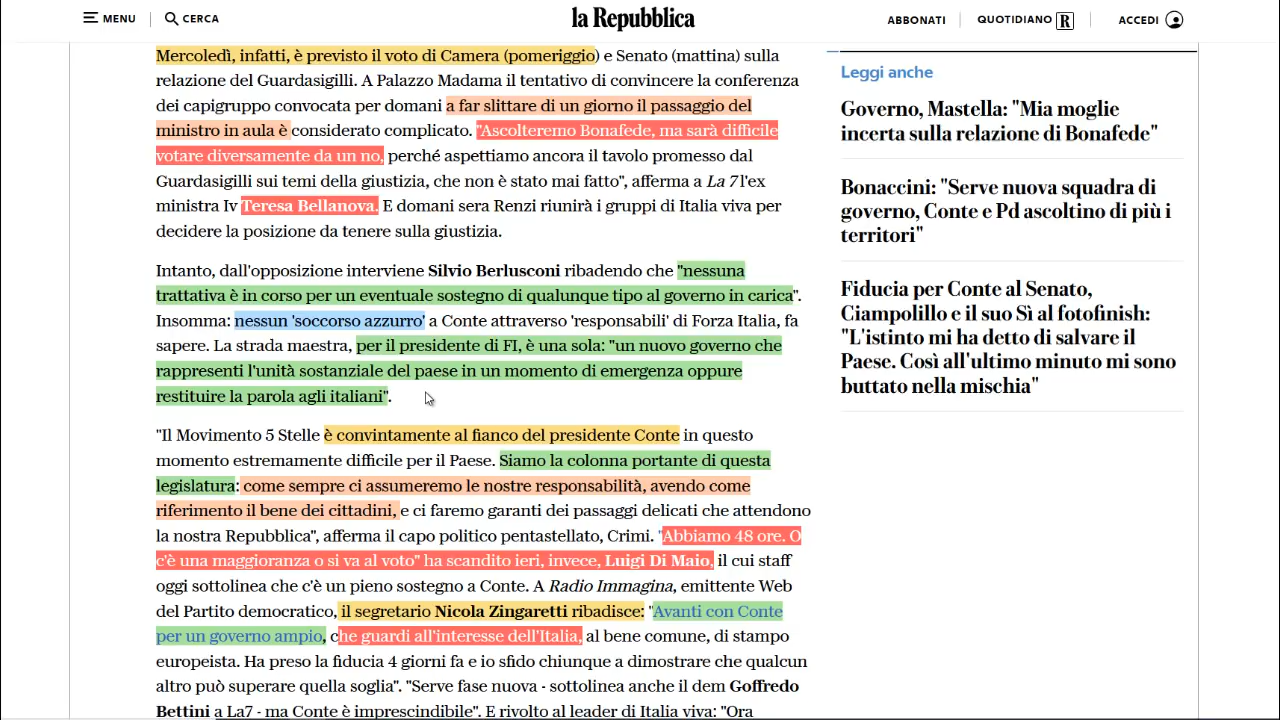 MENU
CERCA
la Repubblica
ABBONATI
QUOTIDIANO R
ACCEDI
Mercoledì, infatti, è previsto il voto di Camera (pomeriggio) e Senato (mattina) sulla
relazione del Guardasigilli. A Palazzo Madama il tentativo di convincere la conferenza
dei capigruppo convocata per domani a far slittare di un giorno il passaggio del
ministro in aula è considerato complicato. "Ascolteremo Bonafede, ma sarà difficile
votare diversamente da un no, perché aspettiamo ancora il tavolo promesso dal
Guardasigilli sui temi della giustizia, che non è stato mai fatto", afferma a La 7 l'ex
ministra Iv Teresa Bellanova. E domani sera Renzi riunirà i gruppi di Italia viva per
decidere la posizione da tenere sulla giustizia.
Intanto, dall'opposizione interviene Silvio Berlusconi ribadendo che "nessuna
trattativa è in corso per un eventuale sostegno di qualunque tipo al governo in carica".
Insomma: nessun 'soccorso azzurro' a Conte attraverso 'responsabili' di Forza Italia, fa
sapere. La strada maestra, per il presidente di FI, è una sola: "un nuovo governo che
rappresenti l'unità sostanziale del paese in un momento di emergenza oppure
restituire la parola agli italiani".
"Il Movimento 5 Stelle è convintamente al fianco del presidente Conte in questo
momento estremamente difficile per il Paese. Siamo la colonna portante di questa
legislatura: come sempre ci assumeremo le nostre responsabilità, avendo come
riferimento il bene dei cittadini, e ci faremo garanti dei passaggi delicati che attendono
la nostra Repubblica", afferma il capo politico pentastellato, Crimi. "Abbiamo 48 ore. O
c'è una maggioranza o si va al voto" ha scandito ieri, invece, Luigi Di Maio, il cui staff
oggi sottolinea che c'è un pieno sostegno a Conte. A Radio Immagina, emittente Web
del Partito democratico, il segretario Nicola Zingaretti ribadisce: "Avanti con Conte
per un governo ampio, che guardi all'interesse dell'Italia, al bene comune, di stampo
europeista. Ha preso la fiducia 4 giorni fa e io sfido chiunque a dimostrare che qualcun
altro può superare quella soglia". "Serve fase nuova - sottolinea anche il dem Goffredo
Bettini a La7 - ma Conte è imprescindibile". E rivolto al leader di Italia viva: "Ora
Leggi anche
Governo, Mastella: "Mia moglie
incerta sulla relazione di Bonafede"
Bonaccini: "Serve nuova squadra di
governo, Conte e Pd ascoltino di più i
territori"
Fiducia per Conte al Senato,
Ciampolillo e il suo Sì al fotofinish:
"L'istinto mi ha detto di salvare il
Paese. Così all'ultimo minuto mi sono
buttato nella mischia"